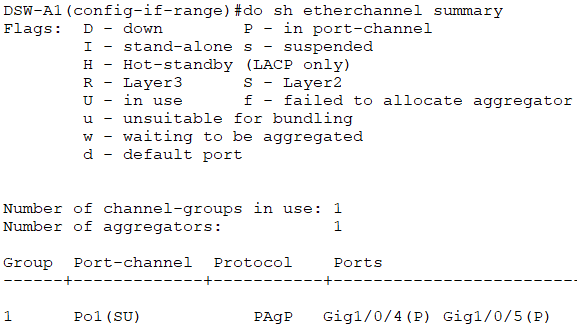 DSW-A1(config-if-range)#do sh etherchannel summary
Flags:  D - down        P - in port-channel
        I - stand-alone s - suspended
        H - Hot-standby (LACP only)
        R - Layer3      S - Layer2
        U - in use      f - failed to allocate aggregator
        u - unsuitable for bundling
        w - waiting to be aggregated
        d - default port
Number of channel-groups in use: 1
Number of aggregators:           1
Group  Port-channel  Protocol    Ports
------+-------------+-----------+----------------------------
1      Po1(SU)           PAgP   Gig1/0/4(P) Gig1/0/5(P)